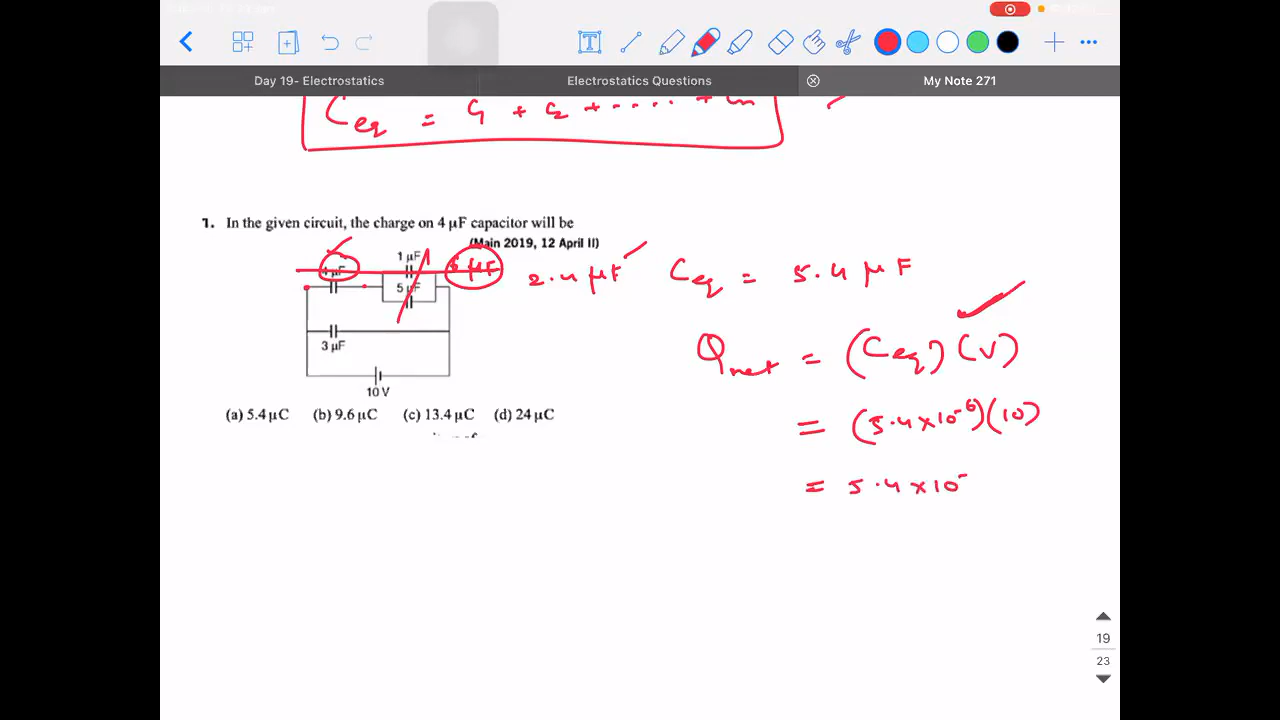 Day 19- Electrostatics
Electrostatics Questions
My Note 271
Ceq = C1 + C2 + ..... + Cn
1. In the given circuit, the charge on 4 µF capacitor will be
(Main 2019, 12 April II)
1 µF
4 µF
6 µF
2.4 µF
Ceq = 5.4 µF
5 µF
3 µF
Qnet = (Ceq) (V)
10 V
(a) 5.4 µC (b) 9.6 µC (c) 13.4 µC (d) 24 µC
= (5.4 x 10⁻⁶) (10)
= 5.4 x 10⁻
19
23